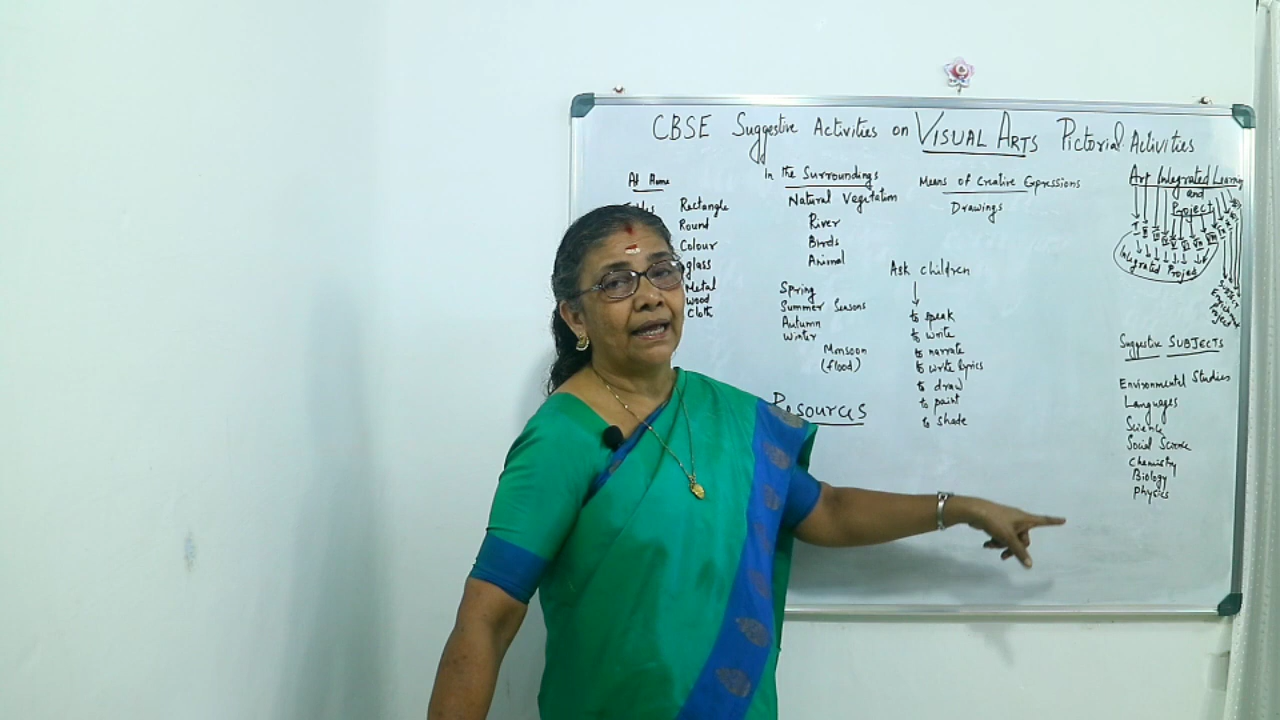 CBSE Suggestive Activities on VISUAL ARTS Pictorial Activities
At Home
Rectangle
Round
Colour
glass
Metal
wood
Cloth
In the Surroundings
Natural Vegetation
River
Birds
Animal
Spring
Summer Seasons
Autumn
Winter
Monsoon
(flood)
Resources
Means of Creative Expressions
Drawings
Ask children
to speak
to write
to narrate
to write lyrics
to draw
to paint
to shade
Art Integrated Learning
and
Project
Integrated Project
Suggestive SUBJECTS
Environmental Studies
Languages
Science
Social Science
Chemistry
Biology
Physics